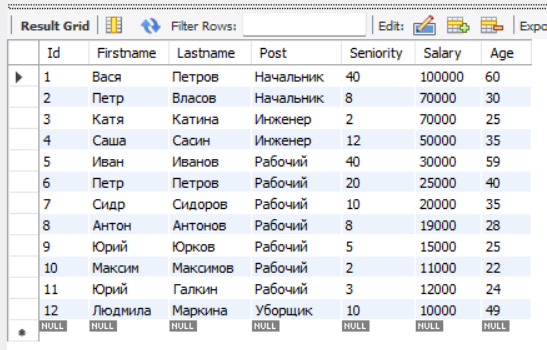 Result Grid Filter Rows: Edit: Expo
Id Firstname Lastname Post Seniority Salary Age
1 Вася Петров Начальник 40 100000 60
2 Петр Власов Начальник 8 70000 30
3 Катя Катина Инженер 2 70000 25
4 Саша Сасин Инженер 12 50000 35
5 Иван Иванов Рабочий 40 30000 59
6 Петр Петров Рабочий 20 25000 40
7 Сидр Сидоров Рабочий 10 20000 35
8 Антон Антонов Рабочий 8 19000 28
9 Юрий Юрков Рабочий 5 15000 25
10 Максим Максимов Рабочий 2 11000 22
11 Юрий Галкин Рабочий 3 12000 24
12 Людмила Маркина Уборщик 10 10000 49
NULL NULL NULL NULL NULL NULL NULL